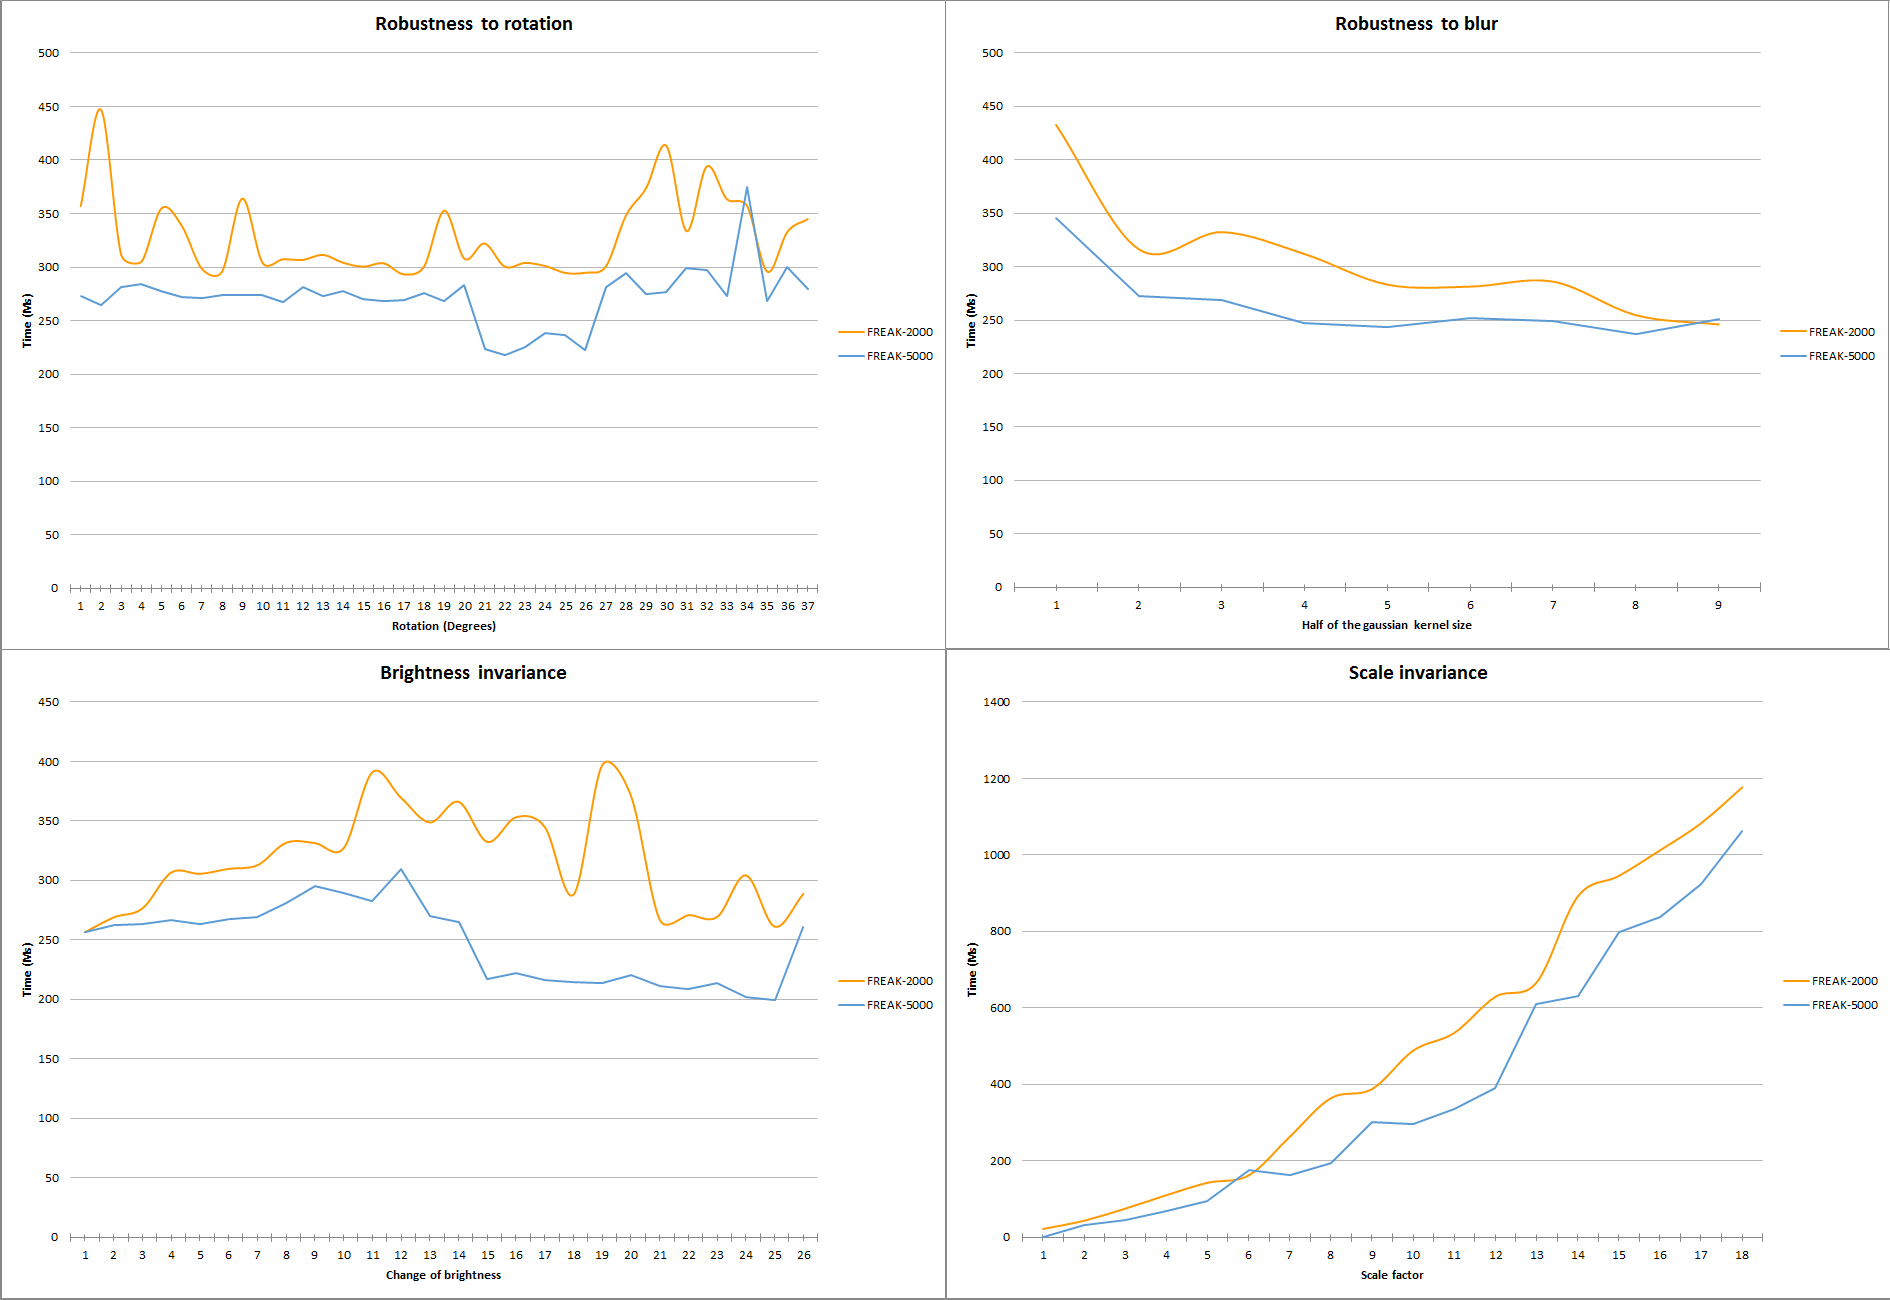 Robustness to rotation
500
450
400
350
300
250
200
150
100
50
0
Time (Ms)
1 2 3 4 5 6 7 8 9 10 11 12 13 14 15 16 17 18 19 20 21 22 23 24 25 26 27 28 29 30 31 32 33 34 35 36 37
Rotation (Degrees)
FREAK-2000
FREAK-5000
Robustness to blur
500
450
400
350
300
250
200
150
100
50
0
Time (Ms)
1 2 3 4 5 6 7 8 9
Half of the gaussian kernel size
FREAK-2000
FREAK-5000
Brightness invariance
450
400
350
300
250
200
150
100
50
0
Time (Ms)
1 2 3 4 5 6 7 8 9 10 11 12 13 14 15 16 17 18 19 20 21 22 23 24 25 26
Change of brightness
FREAK-2000
FREAK-5000
Scale invariance
1400
1200
1000
800
600
400
200
0
Time (Ms)
1 2 3 4 5 6 7 8 9 10 11 12 13 14 15 16 17 18
Scale factor
FREAK-2000
FREAK-5000